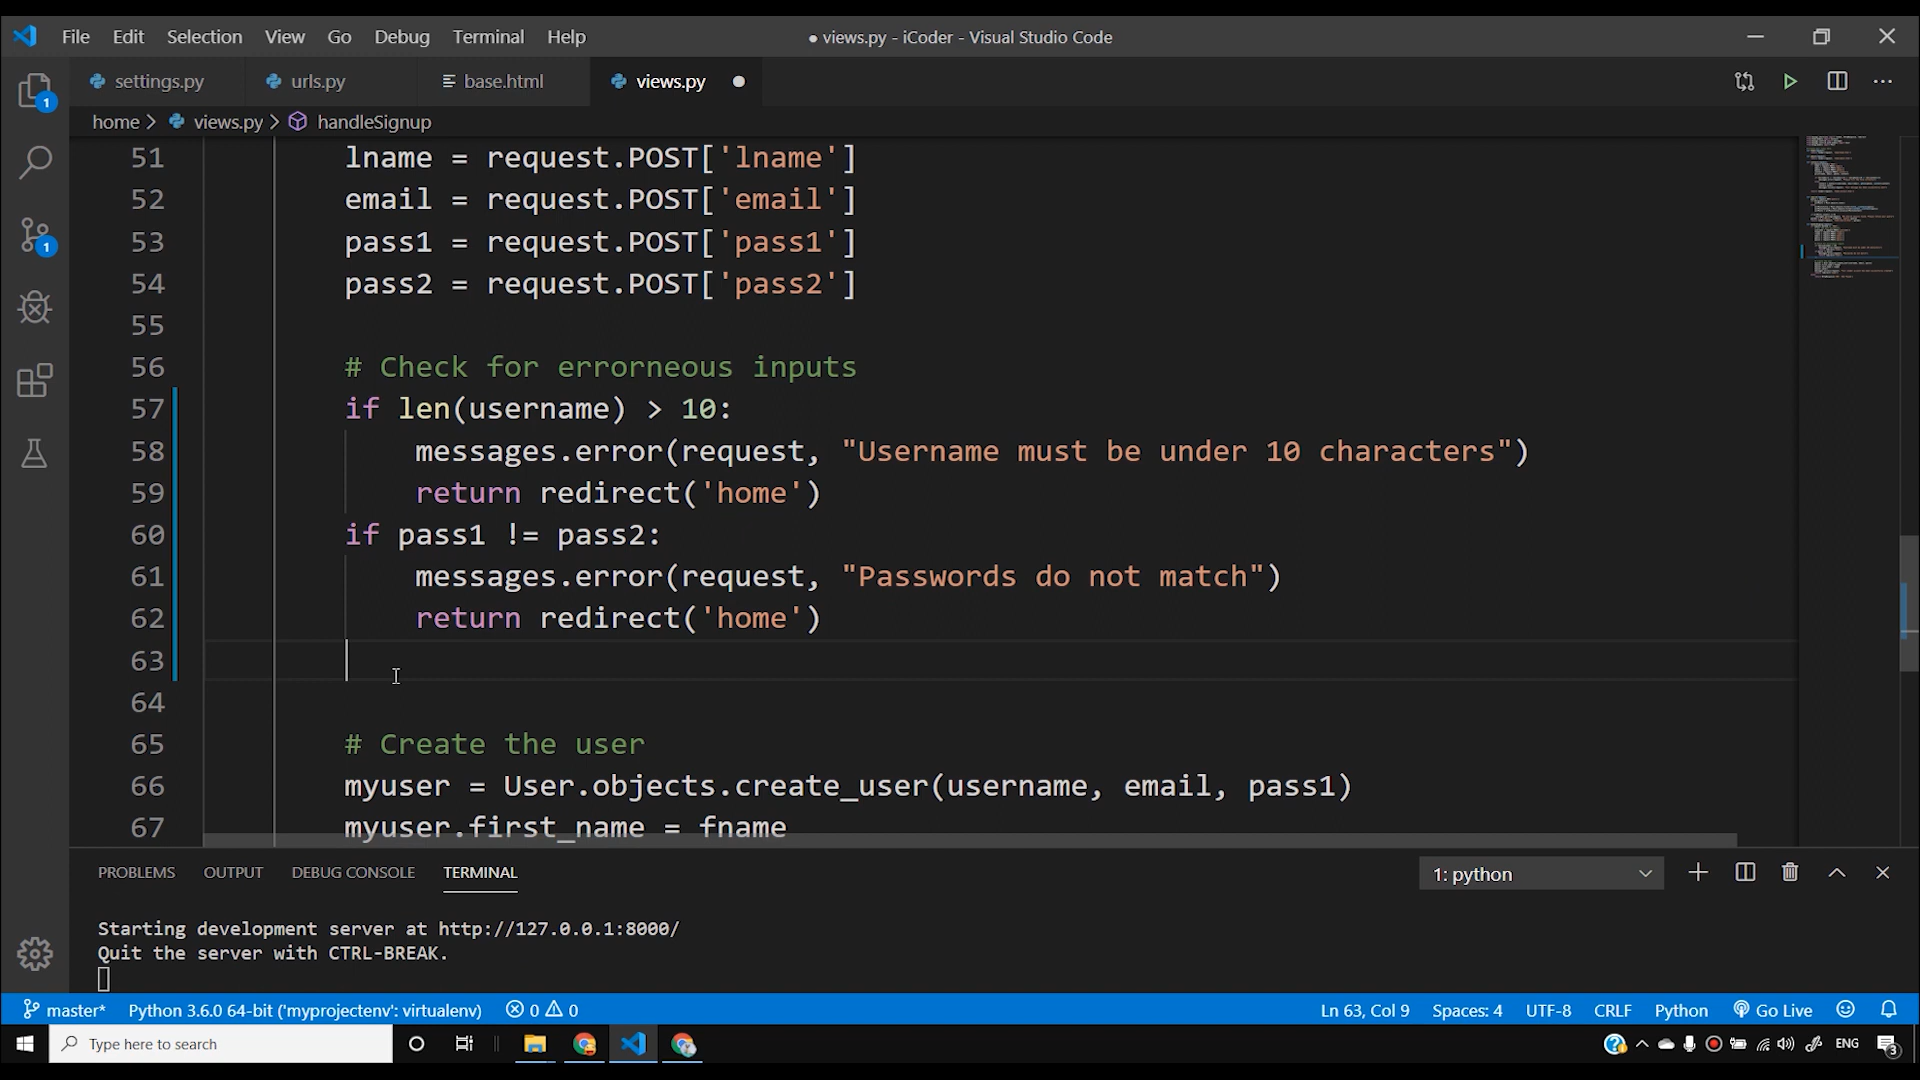 File Edit Selection View Go Debug Terminal Help ● views.py - iCoder - Visual Studio Code
settings.py urls.py base.html views.py
home > views.py > handleSignup
51 lname = request.POST['lname']
52 email = request.POST['email']
53 pass1 = request.POST['pass1']
54 pass2 = request.POST['pass2']
55
56 # Check for errorneous inputs
57 if len(username) > 10:
58 messages.error(request, "Username must be under 10 characters")
59 return redirect('home')
60 if pass1 != pass2:
61 messages.error(request, "Passwords do not match")
62 return redirect('home')
63
64
65 # Create the user
66 myuser = User.objects.create_user(username, email, pass1)
67 myuser.first_name = fname
PROBLEMS OUTPUT DEBUG CONSOLE TERMINAL 1: python
Starting development server at http://127.0.0.1:8000/
Quit the server with CTRL-BREAK.
master* Python 3.6.0 64-bit ('myprojectenv': virtualenv) 0 0 Ln 63, Col 9 Spaces: 4 UTF-8 CRLF Python Go Live
Type here to search ENG 3